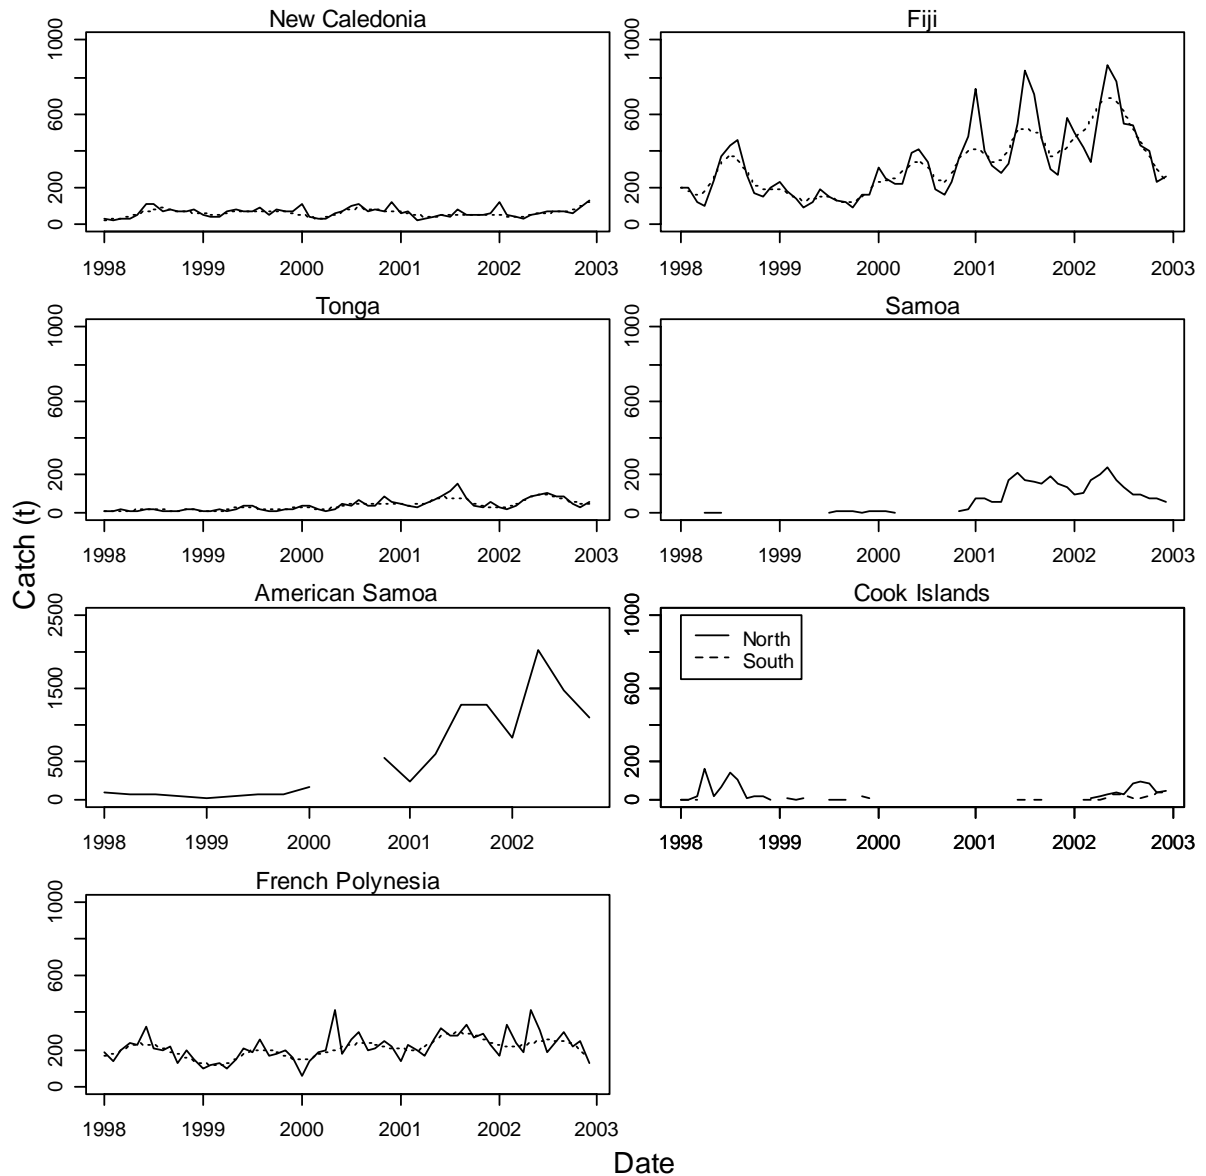 New Caledonia
0 200 600 1000
1998 1999 2000 2001 2002 2003
Fiji
0 200 600 1000
1998 1999 2000 2001 2002 2003
Tonga
0 200 600 1000
1998 1999 2000 2001 2002 2003
Samoa
0 200 600 1000
1998 1999 2000 2001 2002 2003
Catch (t)
American Samoa
0 500 1500 2500
1998 1999 2000 2001 2002
Cook Islands
0 200 600 1000
North
South
1998 1999 2000 2001 2002 2003
French Polynesia
0 200 600 1000
1998 1999 2000 2001 2002 2003
Date